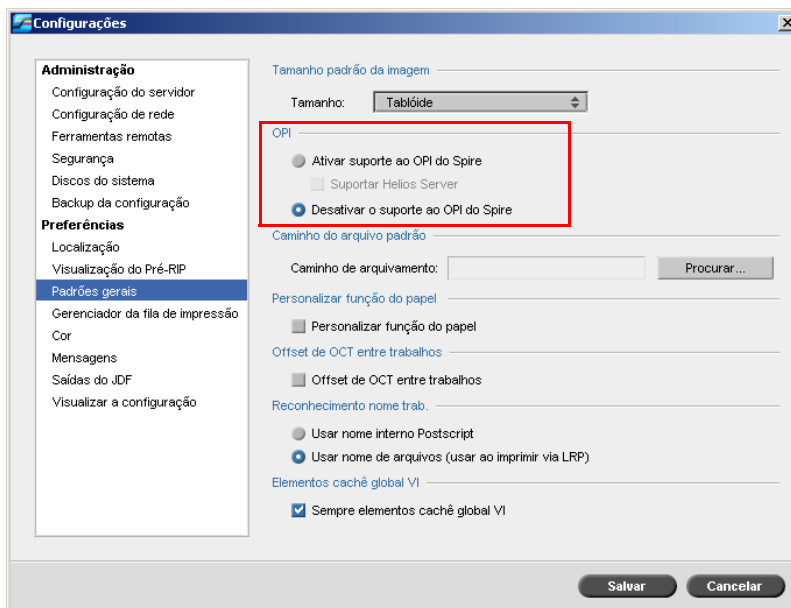 Configurações
Administração
Configuração do servidor
Configuração de rede
Ferramentas remotas
Segurança
Discos do sistema
Backup da configuração
Preferências
Localização
Visualização do Pré-RIP
Padrões gerais
Gerenciador da fila de impressão
Cor
Mensagens
Saídas do JDF
Visualizar a configuração
Tamanho padrão da imagem
Tamanho: Tablóide
OPI
Ativar suporte ao OPI do Spire
Suportar Helios Server
Desativar o suporte ao OPI do Spire
Caminho do arquivo padrão
Caminho de arquivamento: Procurar...
Personalizar função do papel
Personalizar função do papel
Offset de OCT entre trabalhos
Offset de OCT entre trabalhos
Reconhecimento nome trab.
Usar nome interno Postscript
Usar nome de arquivos (usar ao imprimir via LRP)
Elementos cachê global VI
Sempre elementos cachê global VI
Salvar Cancelar